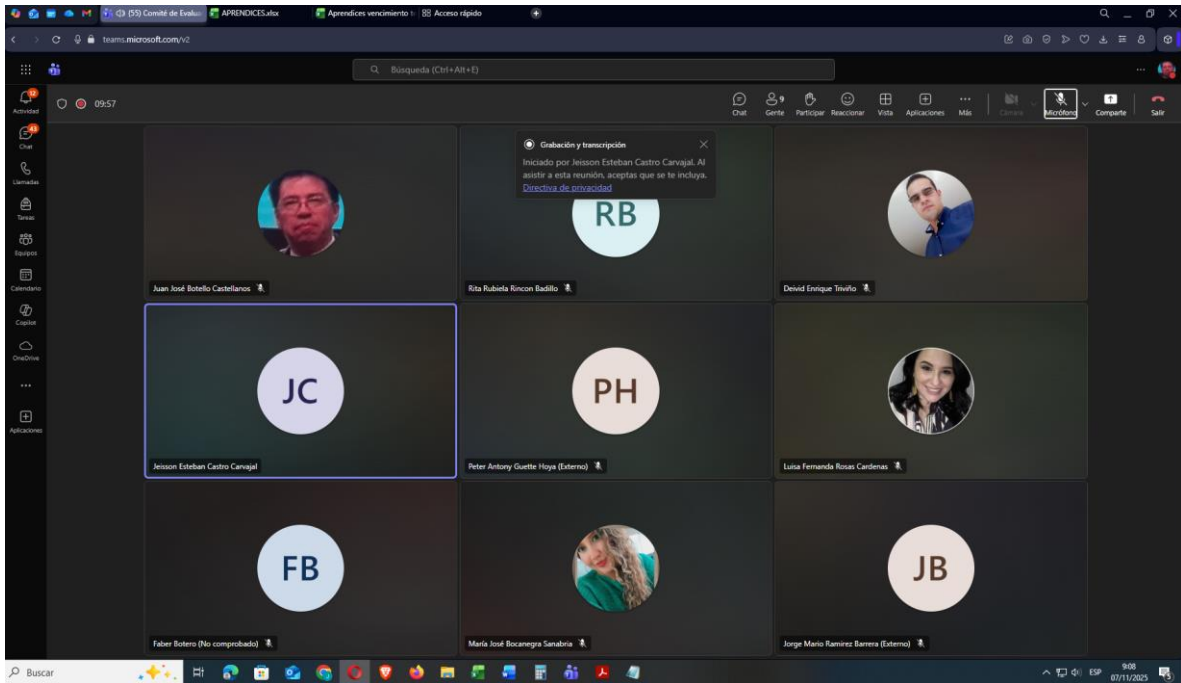 (55) Comité de Evalua
APRENDICES.xlsx
Aprendices vencimiento t
Acceso rápido
teams.microsoft.com/v2
Búsqueda (Ctrl+Alt+E)
12
Actividad
43
Chat
Llamadas
Tareas
Equipos
Calendario
Copilot
OneDrive
Aplicaciones
09:57
Chat
9
Gente
Participar
Reaccionar
Vista
Aplicaciones
Más
Cámara
Micrófono
Comparte
Salir
Grabación y transcripción
Iniciado por Jeisson Esteban Castro Carvajal. Al
asistir a esta reunión, aceptas que se te incluya.
Directiva de privacidad
RB
Juan José Botello Castellanos
Rita Rubiela Rincon Badillo
Deivid Enrique Triviño
JC
PH
Jeisson Esteban Castro Carvajal
Peter Antony Guette Hoya (Externo)
Luisa Fernanda Rosas Cardenas
FB
JB
Faber Botero (No comprobado)
María José Bocanegra Sanabria
Jorge Mario Ramirez Barrera (Externo)
Buscar
ESP
9:08
07/11/2025